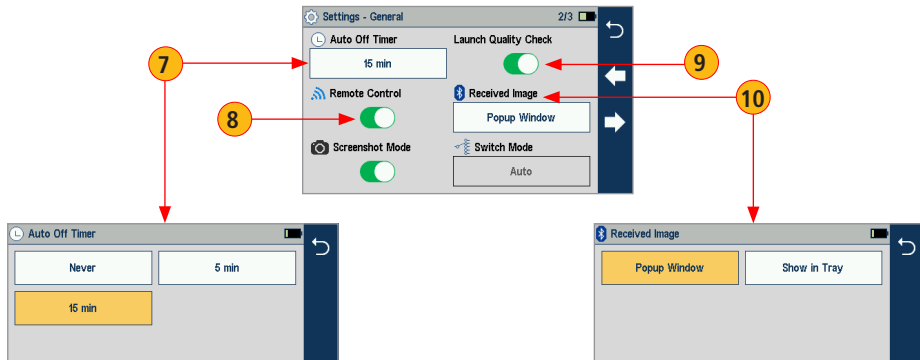 Settings - General 2/3
Auto Off Timer Launch Quality Check
15 min
7 9
Remote Control Received Image
10
8 Popup Window
Screenshot Mode Switch Mode
Auto
Auto Off Timer
Never 5 min
15 min
Received Image
Popup Window Show in Tray